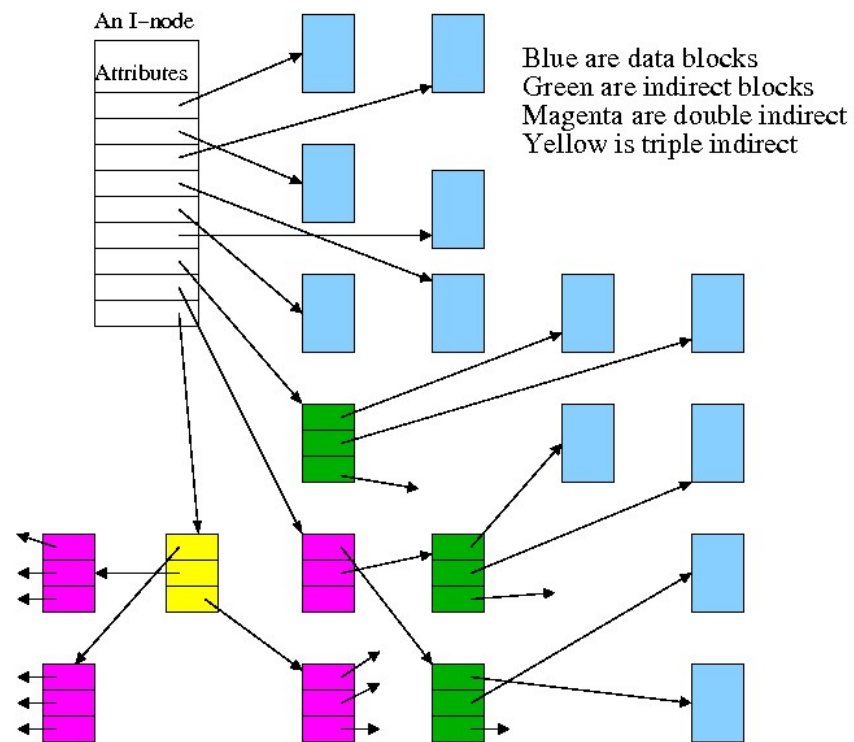 An I-node
Attributes
Blue are data blocks
Green are indirect blocks
Magenta are double indirect
Yellow is triple indirect